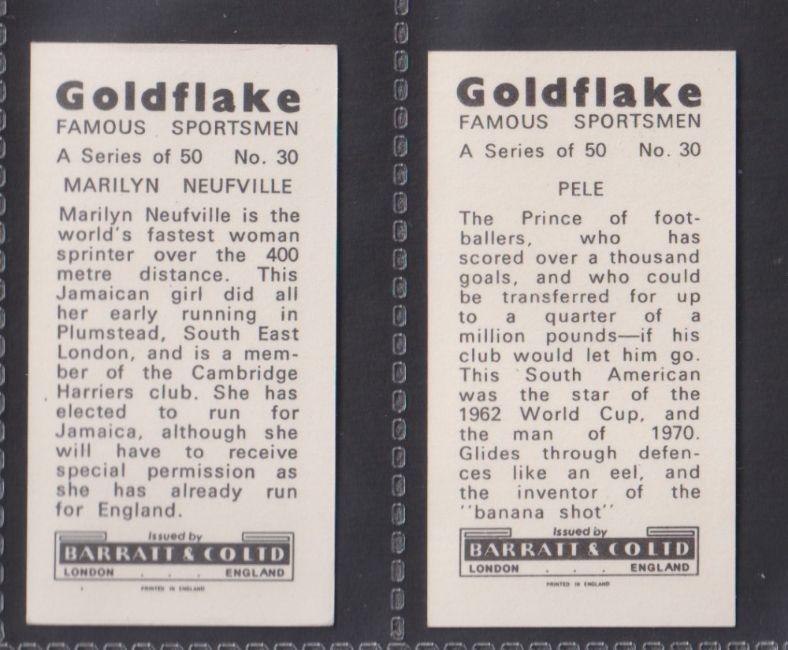 Goldflake
FAMOUS SPORTSMEN
A Series of 50 No. 30
MARILYN NEUFVILLE
Marilyn Neufville is the
world's fastest woman
sprinter over the 400
metre distance. This
Jamaican girl did all
her early running in
Plumstead, South East
London, and is a mem-
ber of the Cambridge
Harriers club. She has
elected to run for
Jamaica, although she
will have to receive
special permission as
she has already run
for England.
Issued by
BARRATT & CO LTD
LONDON . . . ENGLAND
PRINTED IN ENGLAND
Goldflake
FAMOUS SPORTSMEN
A Series of 50 No. 30
PELE
The Prince of foot-
ballers, who has
scored over a thousand
goals, and who could
be transferred for up
to a quarter of a
million pounds—if his
club would let him go.
This South American
was the star of the
1962 World Cup, and
the man of 1970.
Glides through defen-
ces like an eel, and
the inventor of the
"banana shot"
Issued by
BARRATT & CO LTD
LONDON . . . ENGLAND
PRINTED IN ENGLAND